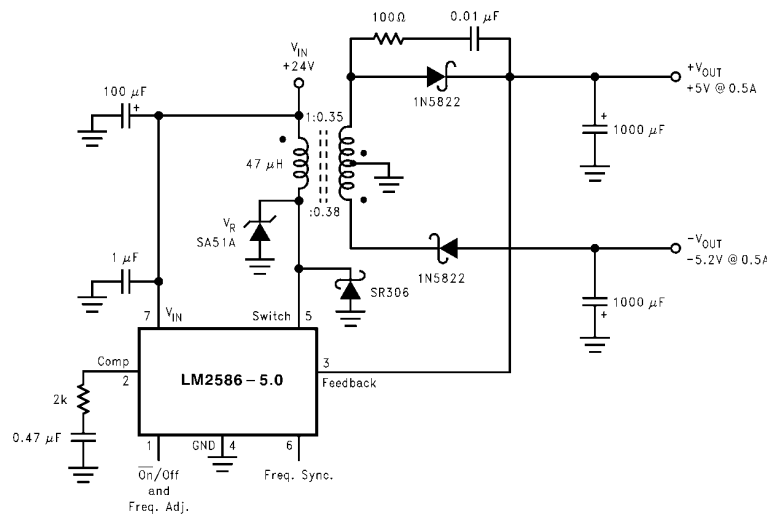 100Ω
0.01 µF
V_IN
+24V
+V_OUT
+5V @ 0.5A
100 µF
+
1:0.35
1N5822
+
1000 µF
47 µH
:0.38
V_R
SA51A
−V_OUT
−5.2V @ 0.5A
1 µF
1N5822
SR306
1000 µF
+
7
V_IN
Switch
5
Comp
2
LM2586−5.0
3
Feedback
2k
0.47 µF
1
GND
4
6
O̅n̅/Off
and
Freq. Adj.
Freq. Sync.